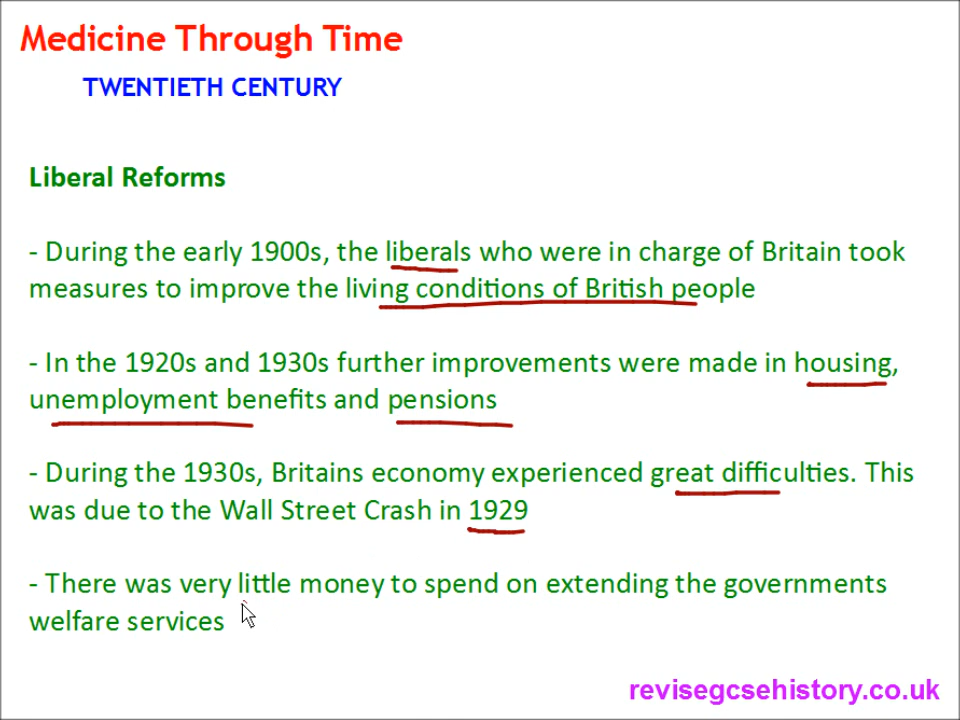 Medicine Through Time
TWENTIETH CENTURY
Liberal Reforms
- During the early 1900s, the liberals who were in charge of Britain took
measures to improve the living conditions of British people
- In the 1920s and 1930s further improvements were made in housing,
unemployment benefits and pensions
- During the 1930s, Britains economy experienced great difficulties. This
was due to the Wall Street Crash in 1929
- There was very little money to spend on extending the governments
welfare services
revisegcsehistory.co.uk